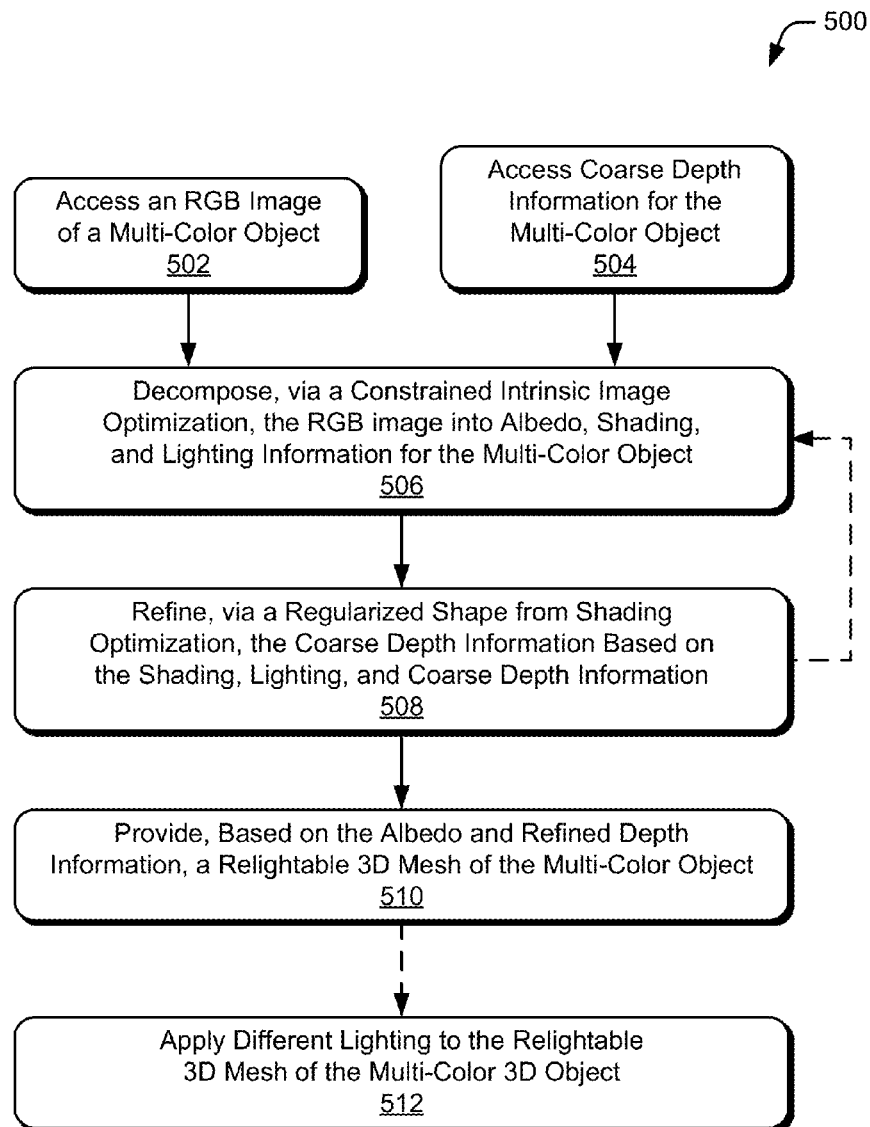 500
Access an RGB Image
of a Multi-Color Object
502
Access Coarse Depth
Information for the
Multi-Color Object
504
Decompose, via a Constrained Intrinsic Image
Optimization, the RGB image into Albedo, Shading,
and Lighting Information for the Multi-Color Object
506
Refine, via a Regularized Shape from Shading
Optimization, the Coarse Depth Information Based on
the Shading, Lighting, and Coarse Depth Information
508
Provide, Based on the Albedo and Refined Depth
Information, a Relightable 3D Mesh of the Multi-Color Object
510
Apply Different Lighting to the Relightable
3D Mesh of the Multi-Color 3D Object
512